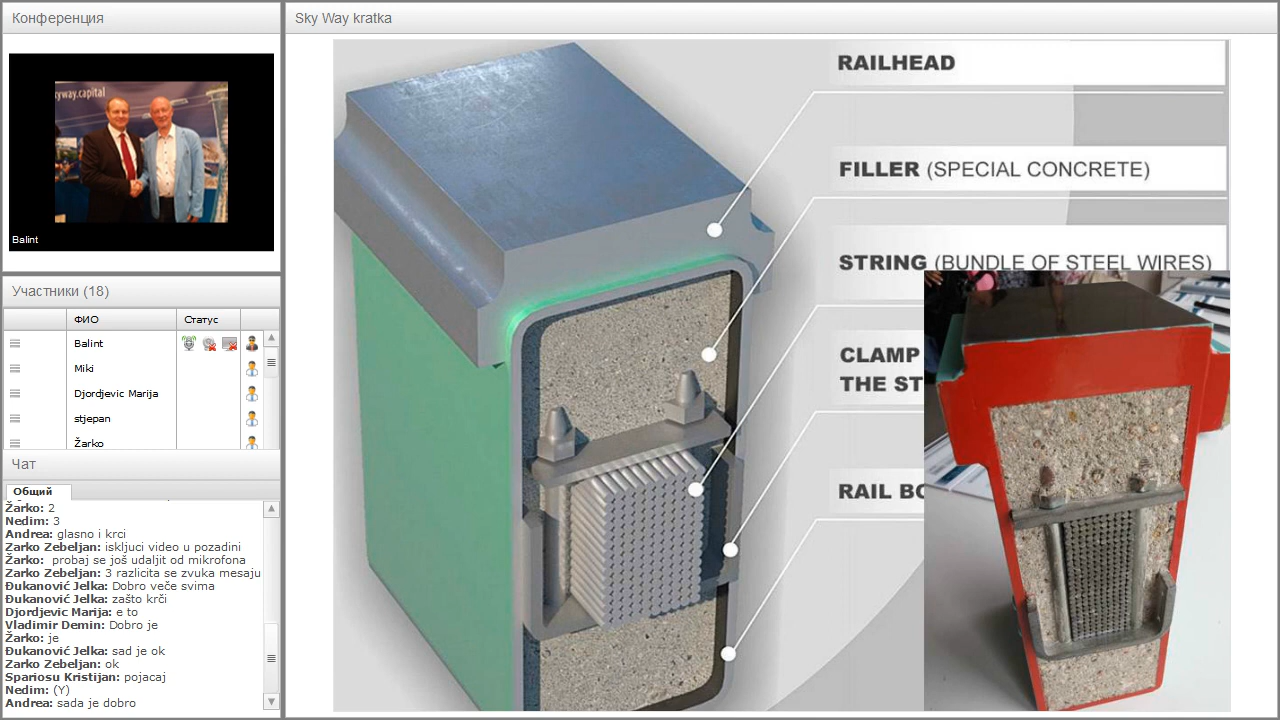 Конференция
kyway.capital
Balint
Участники (18)
ФИО
Статус
Balint
Miki
Djordjevic Marija
stjepan
Žarko
Чат
Общий
Žarko: 2
Nedim: 3
Andrea: glasno i krci
Zarko Zebeljan: iskljuci video u pozadini
Žarko: probaj se još udaljit od mikrofona
Zarko Zebeljan: 3 razlicita se zvuka mesaju
Đukanović Jelka: Dobro veče svima
Đukanović Jelka: zašto krči
Djordjevic Marija: e to
Vladimir Demin: Dobro je
Žarko: je
Đukanović Jelka: sad je ok
Zarko Zebeljan: ok
Spariosu Kristijan: pojacaj
Nedim: (Y)
Andrea: sada je dobro
Sky Way kratka
RAILHEAD
FILLER (SPECIAL CONCRETE)
STRING (BUNDLE OF STEEL WIRES)
CLAMP
THE ST
RAIL BO